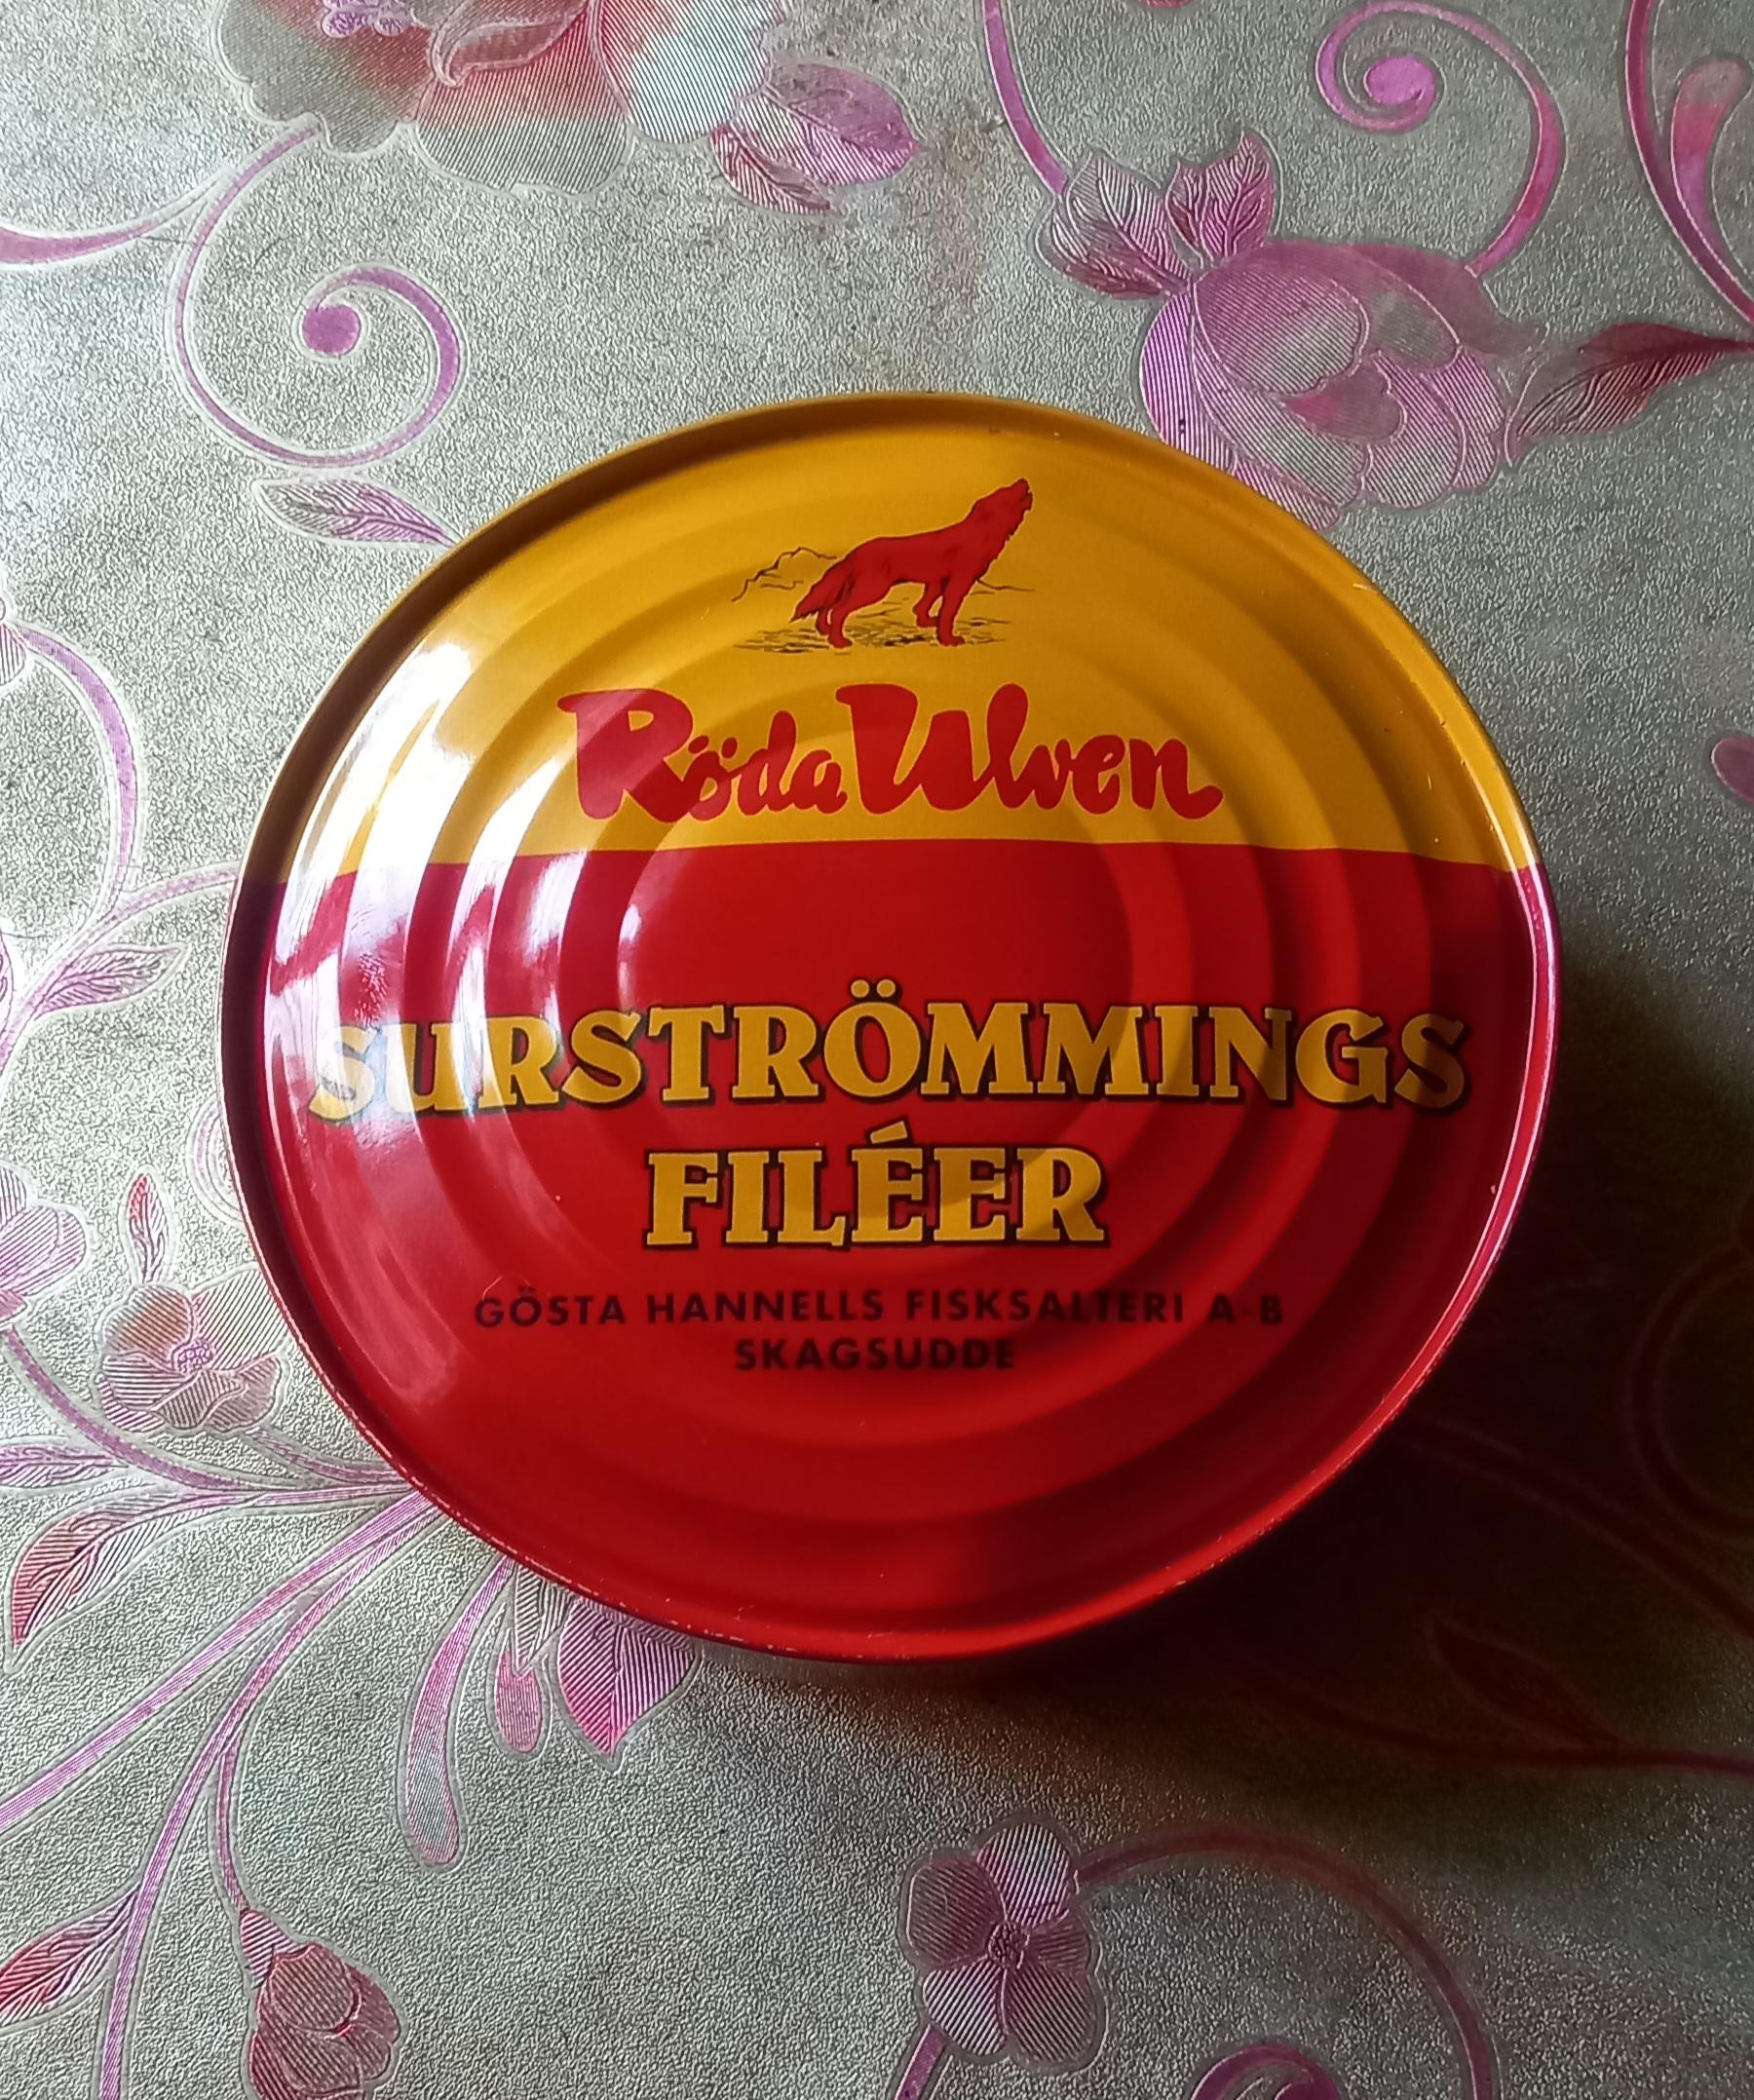 Röda Ulven
SURSTRÖMMINGS
FILÉER
GÖSTA HANNELLS FISKSALTERI A-B
SKAGSUDDE